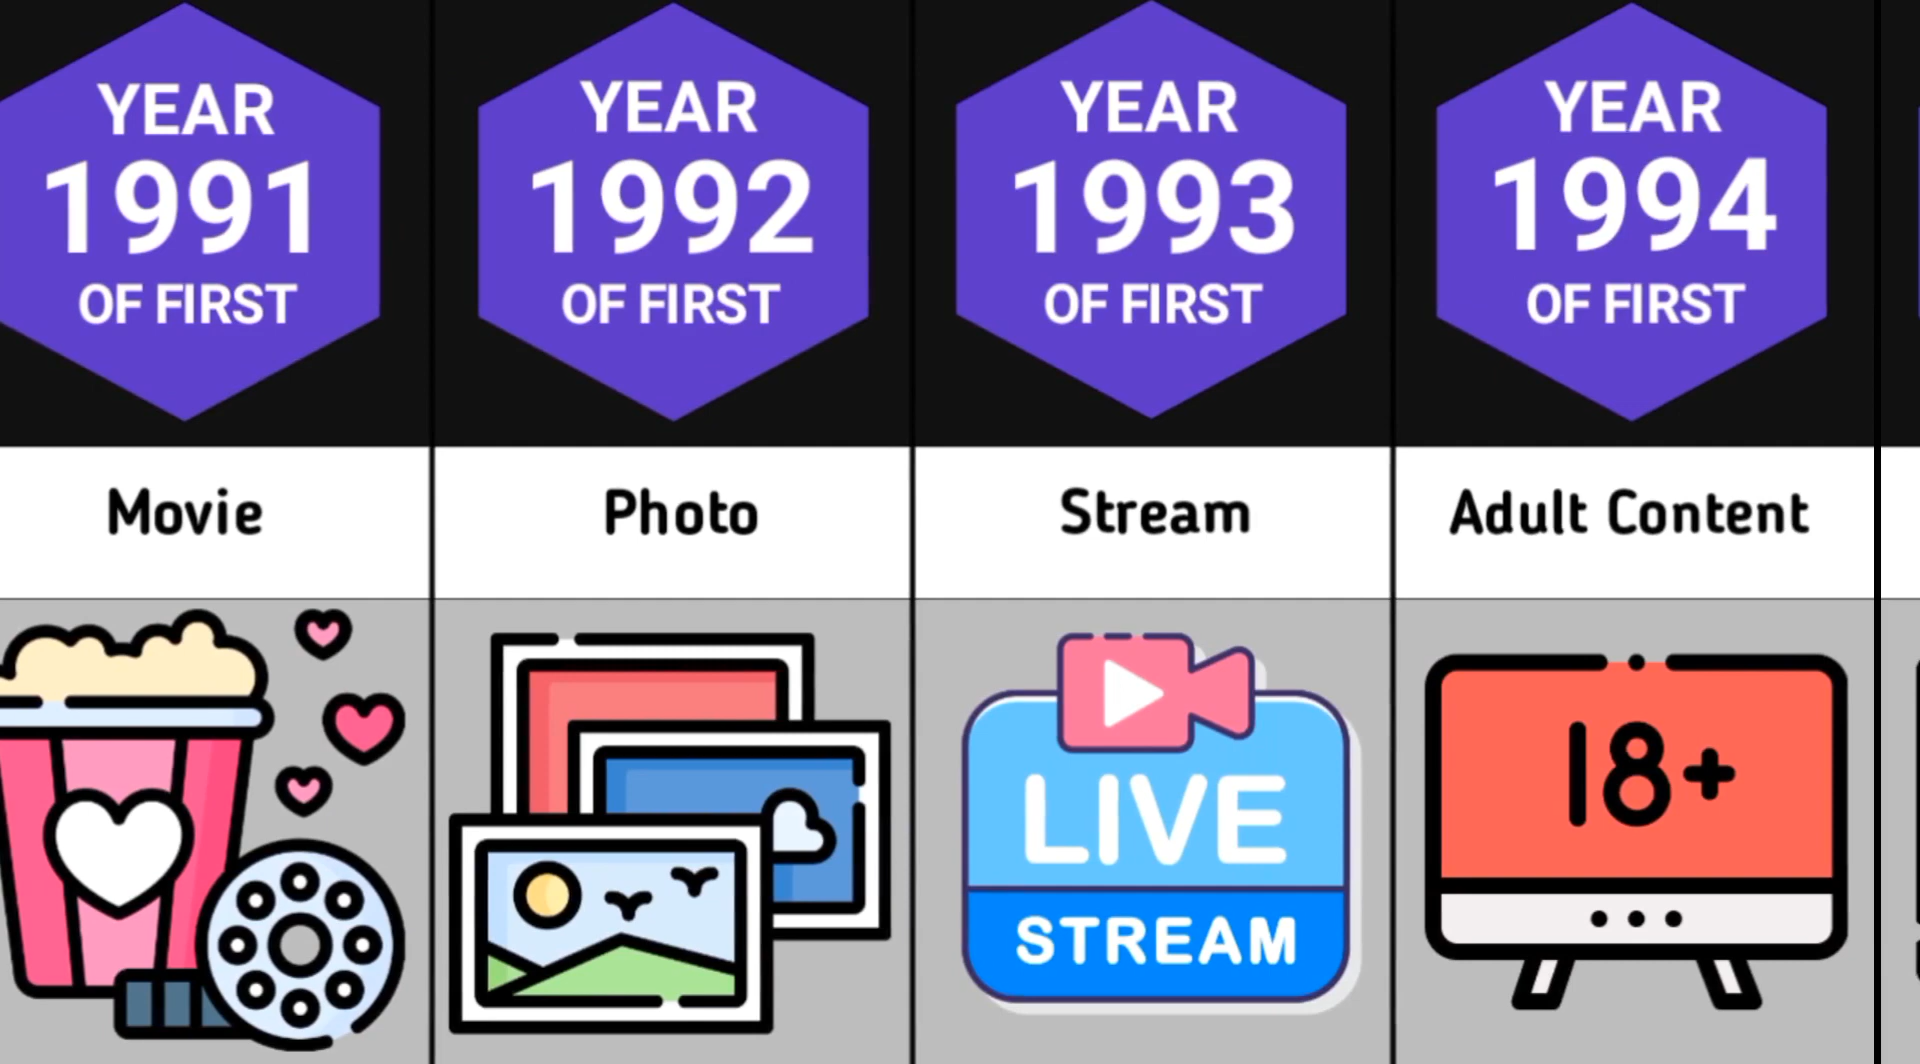 YEAR
1991
OF FIRST
Movie
YEAR
1992
OF FIRST
Photo
YEAR
1993
OF FIRST
Stream
LIVE
STREAM
YEAR
1994
OF FIRST
Adult Content
18+